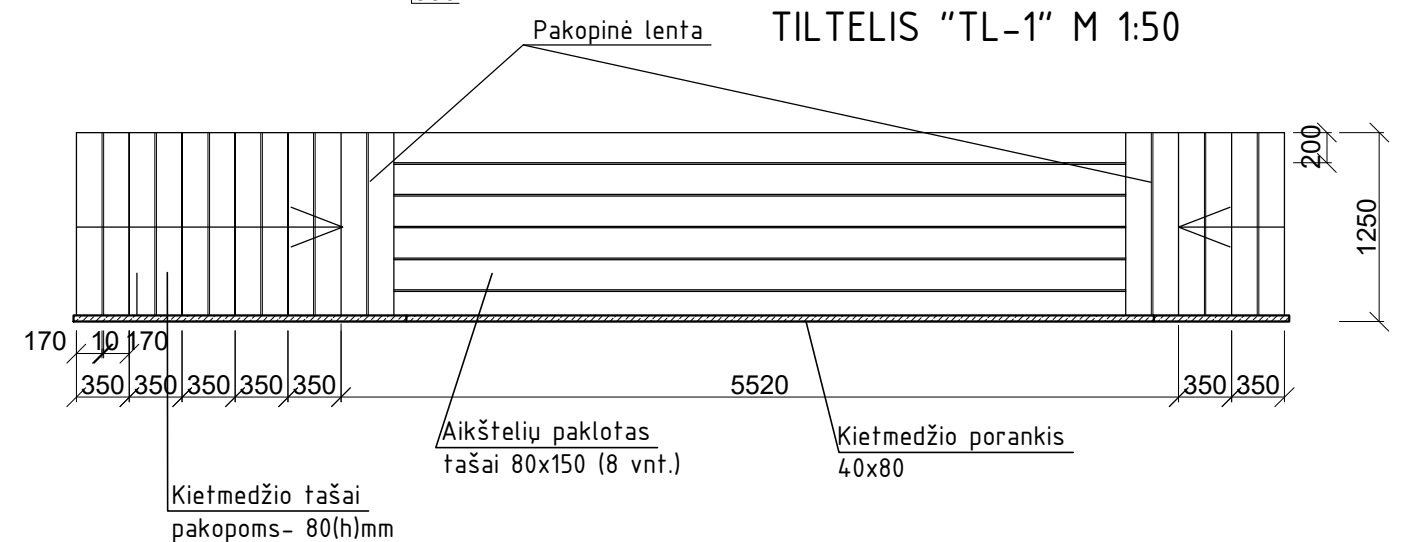 TILTELIS "TL-1" M 1:50
Pakopinė lenta
200
1250
170 10 170
350 350 350 350 350 5520 350 350
Aikštelių paklotas
tašai 80x150 (8 vnt.)
Kietmedžio porankis
40x80
Kietmedžio tašai
pakopoms- 80(h)mm